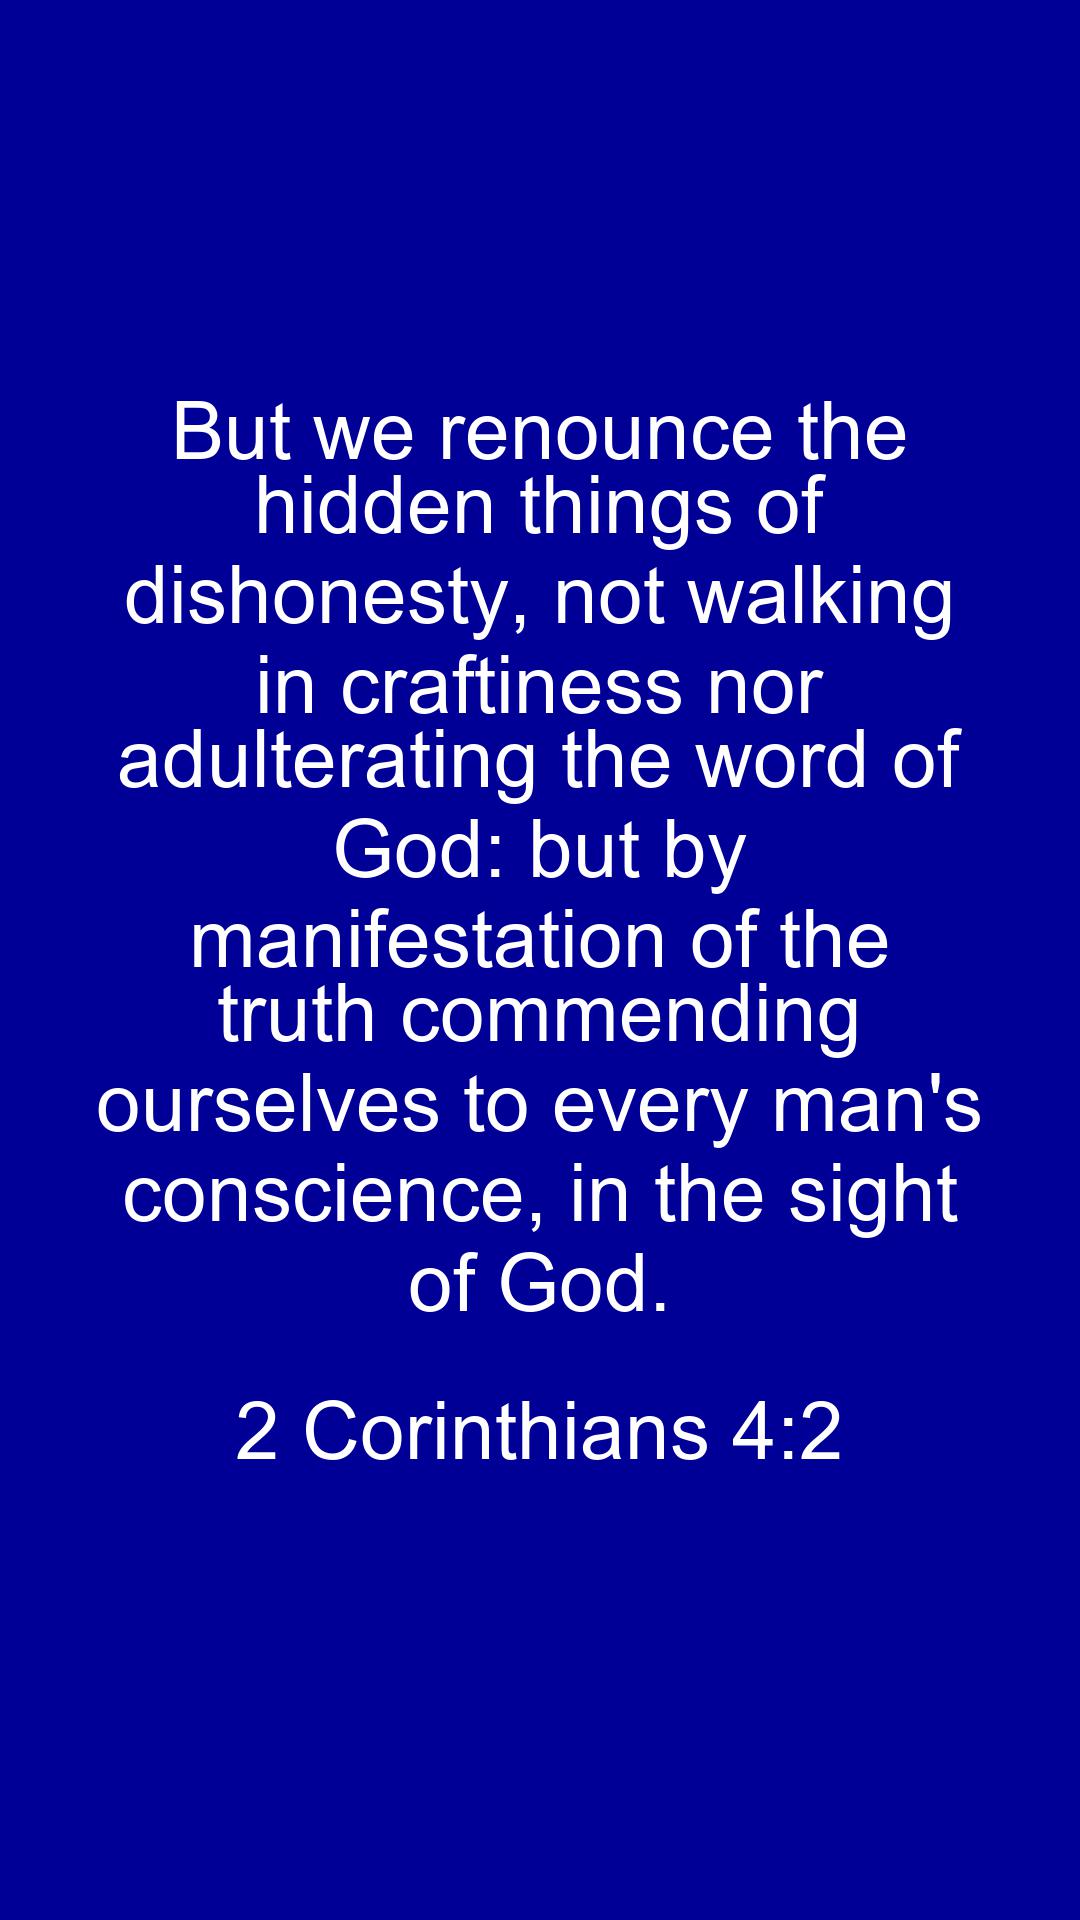 But we renounce the
hidden things of
dishonesty, not walking
in craftiness nor
adulterating the word of
God: but by
manifestation of the
truth commending
ourselves to every man's
conscience, in the sight
of God.
2 Corinthians 4:2